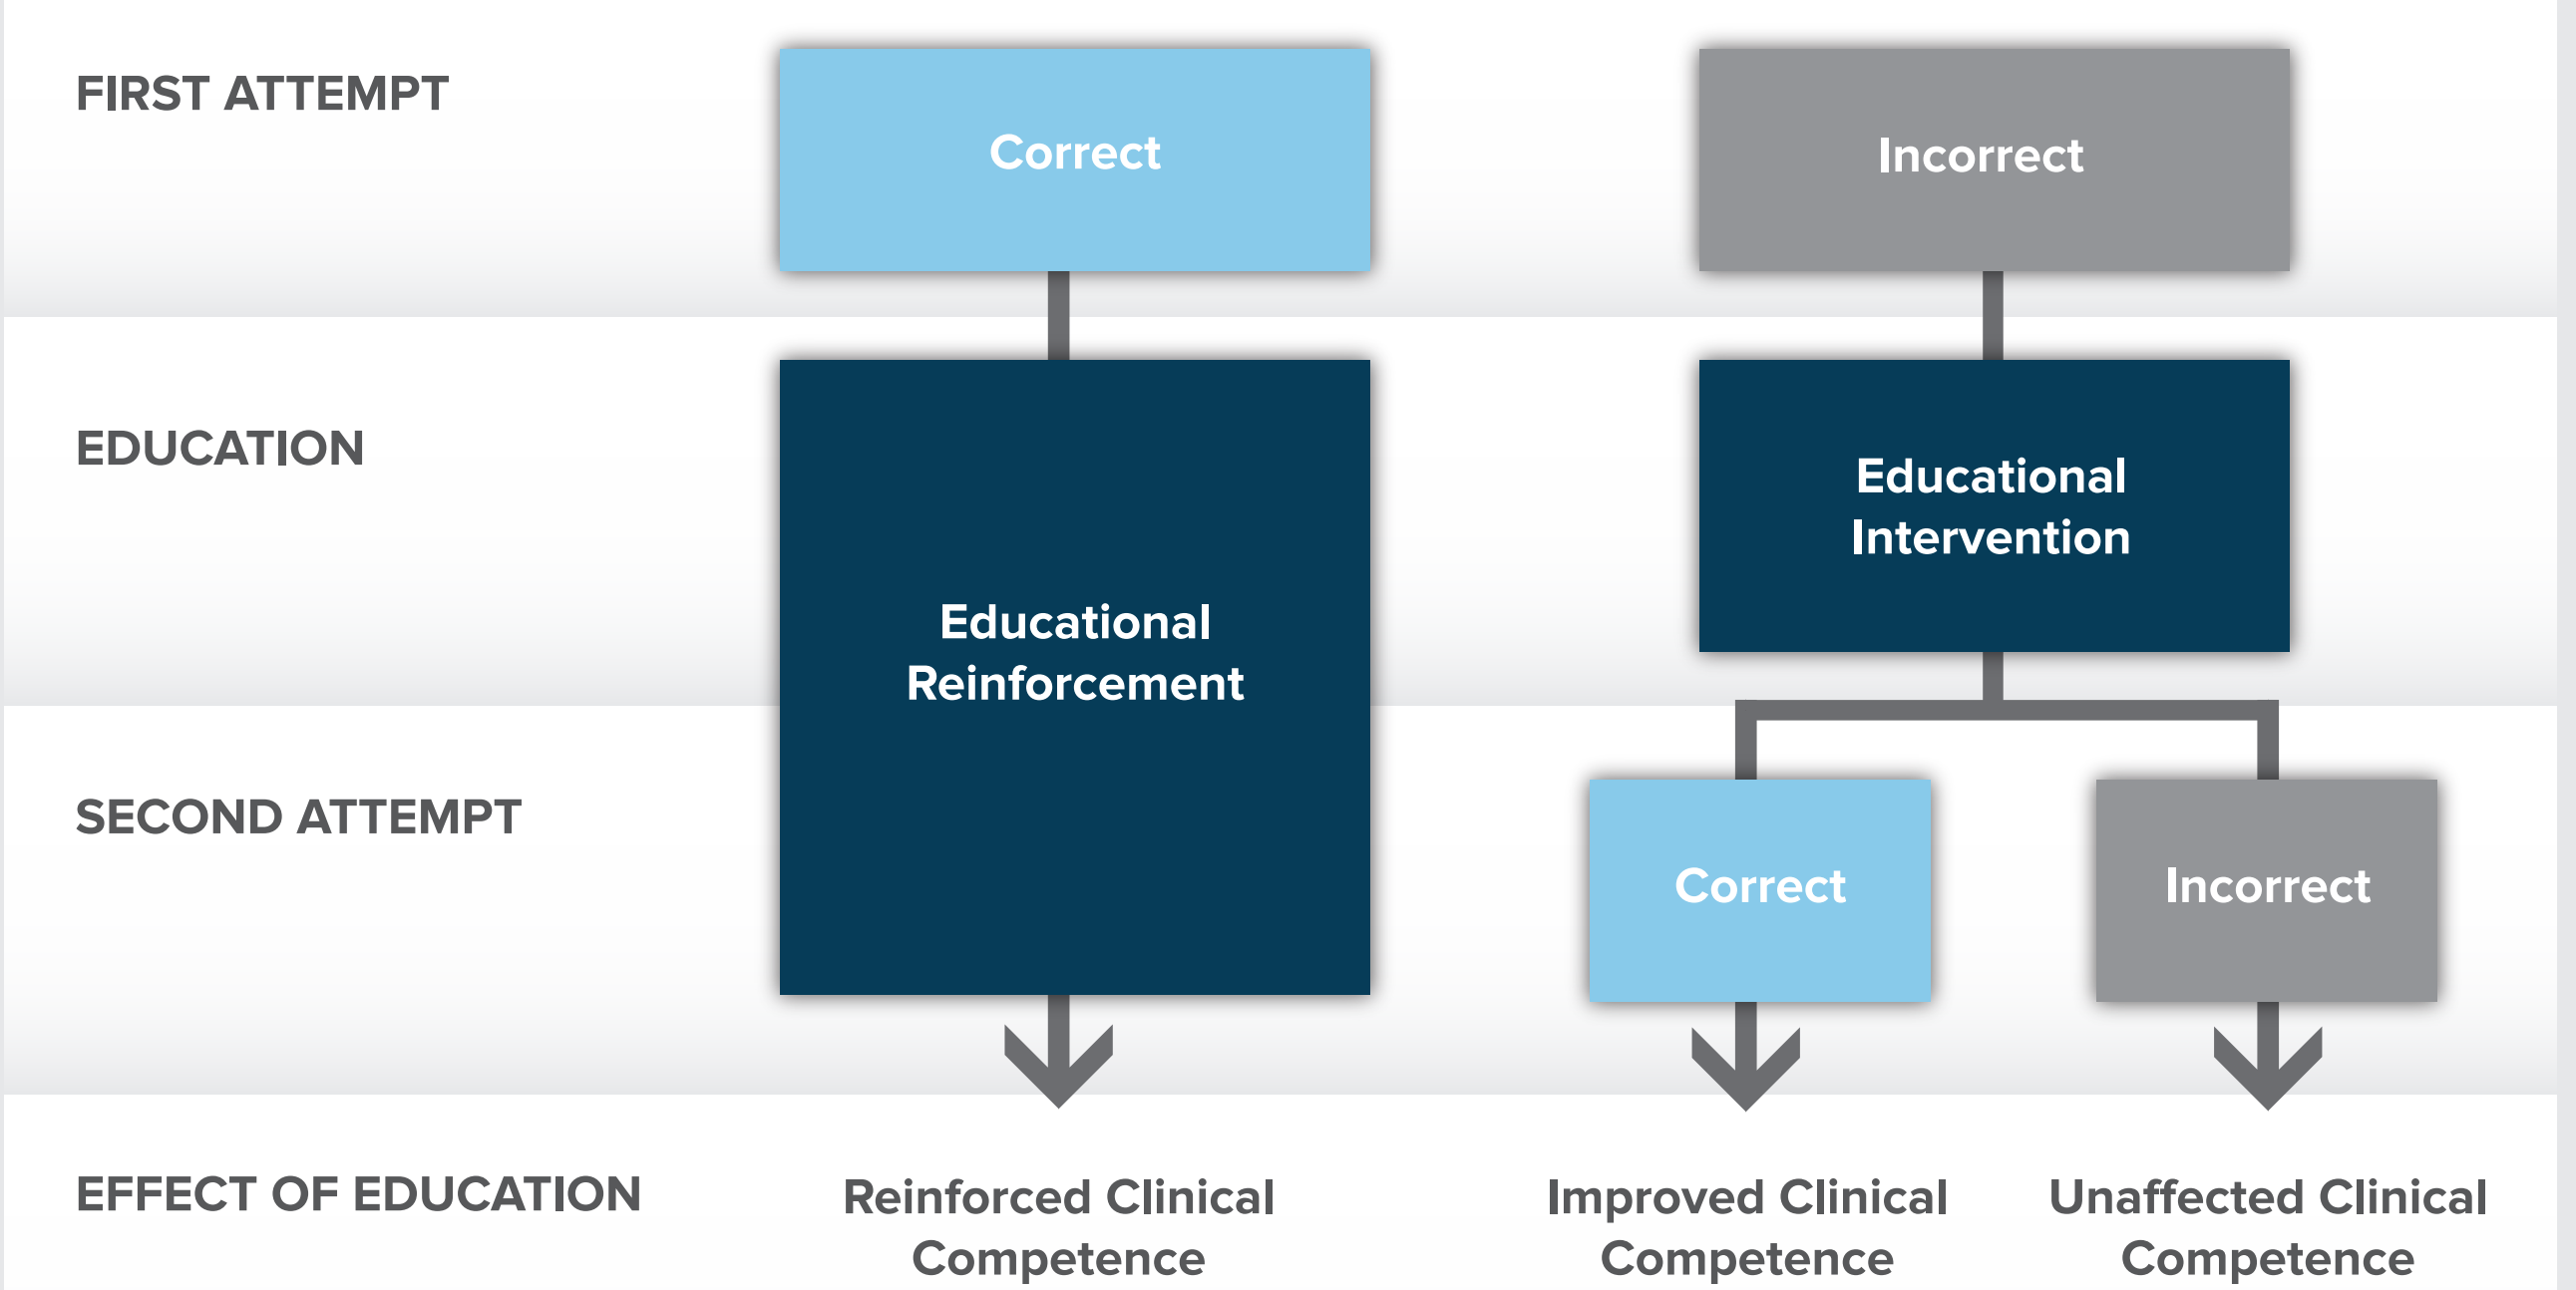 FIRST ATTEMPT
Correct
Incorrect
EDUCATION
Educational
Reinforcement
Educational
Intervention
SECOND ATTEMPT
Correct
Incorrect
EFFECT OF EDUCATION
Reinforced Clinical
Competence
Improved Clinical
Competence
Unaffected Clinical
Competence